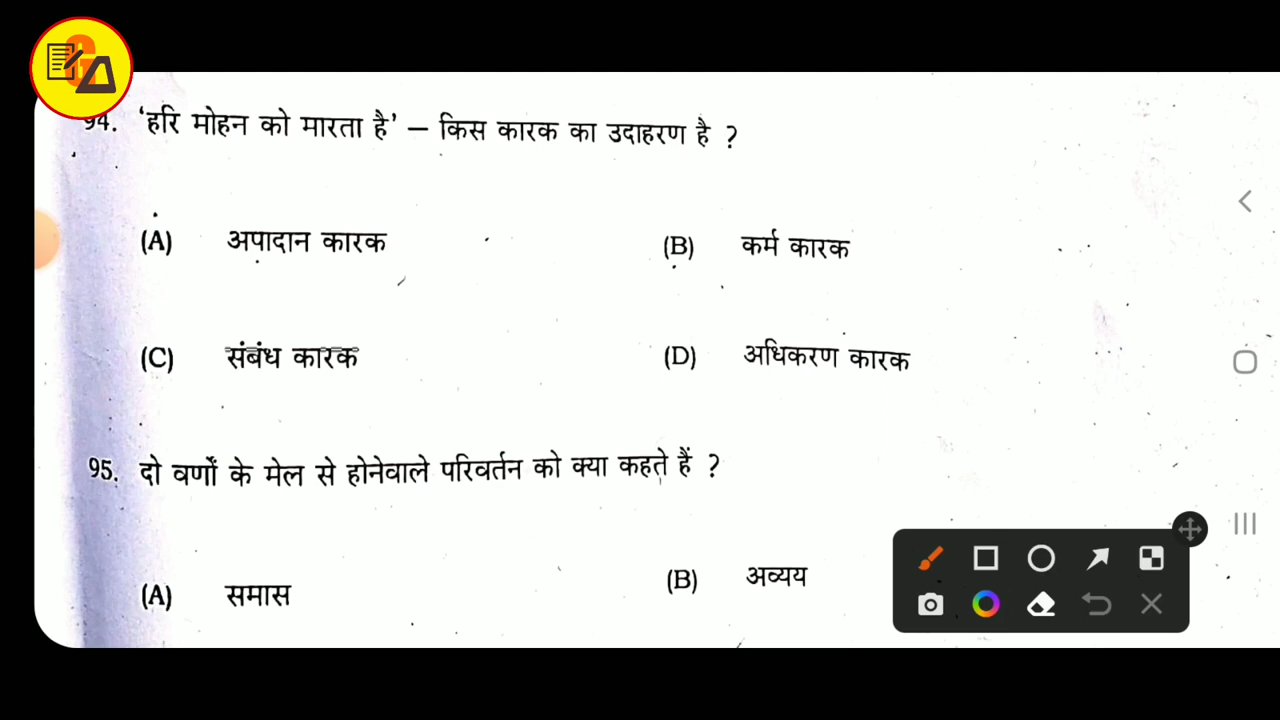 94. 'हरि मोहन को मारता है' – किस कारक का उदाहरण है ?
(A) अपादान कारक (B) कर्म कारक
(C) संबंध कारक (D) अधिकरण कारक
95. दो वर्णों के मेल से होनेवाले परिवर्तन को क्या कहते हैं ?
(A) समास (B) अव्यय